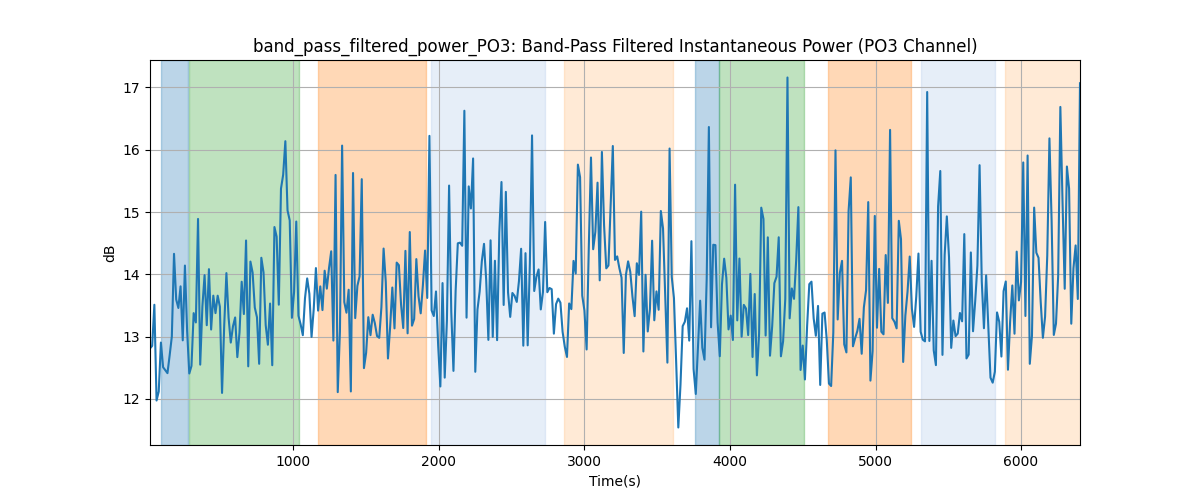 band_pass_filtered_power_PO3: Band-Pass Filtered Instantaneous Power (PO3 Channel)
17
16
15
14
13
12
dB
1000 2000 3000 4000 5000 6000
Time(s)